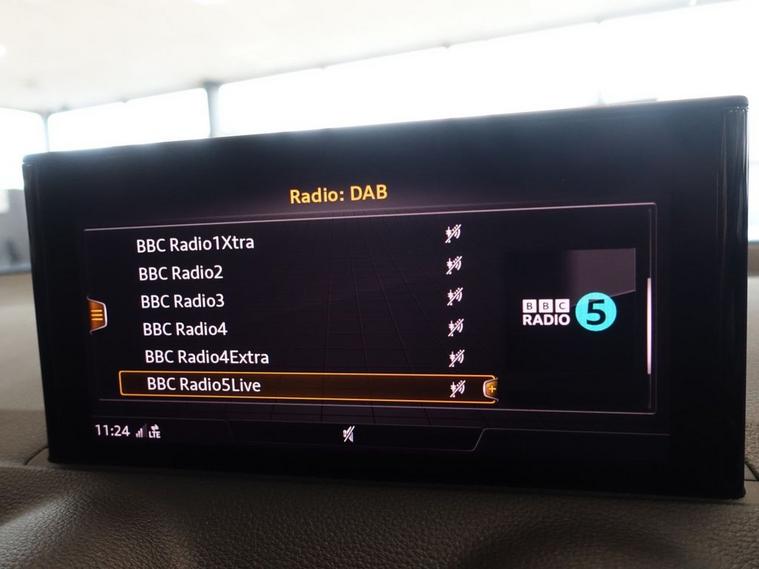 Radio: DAB
BBC Radio1Xtra
BBC Radio2
BBC Radio3
BBC Radio4
BBC Radio4Extra
BBC Radio5Live
BBC
RADIO 5
11:24 LTE